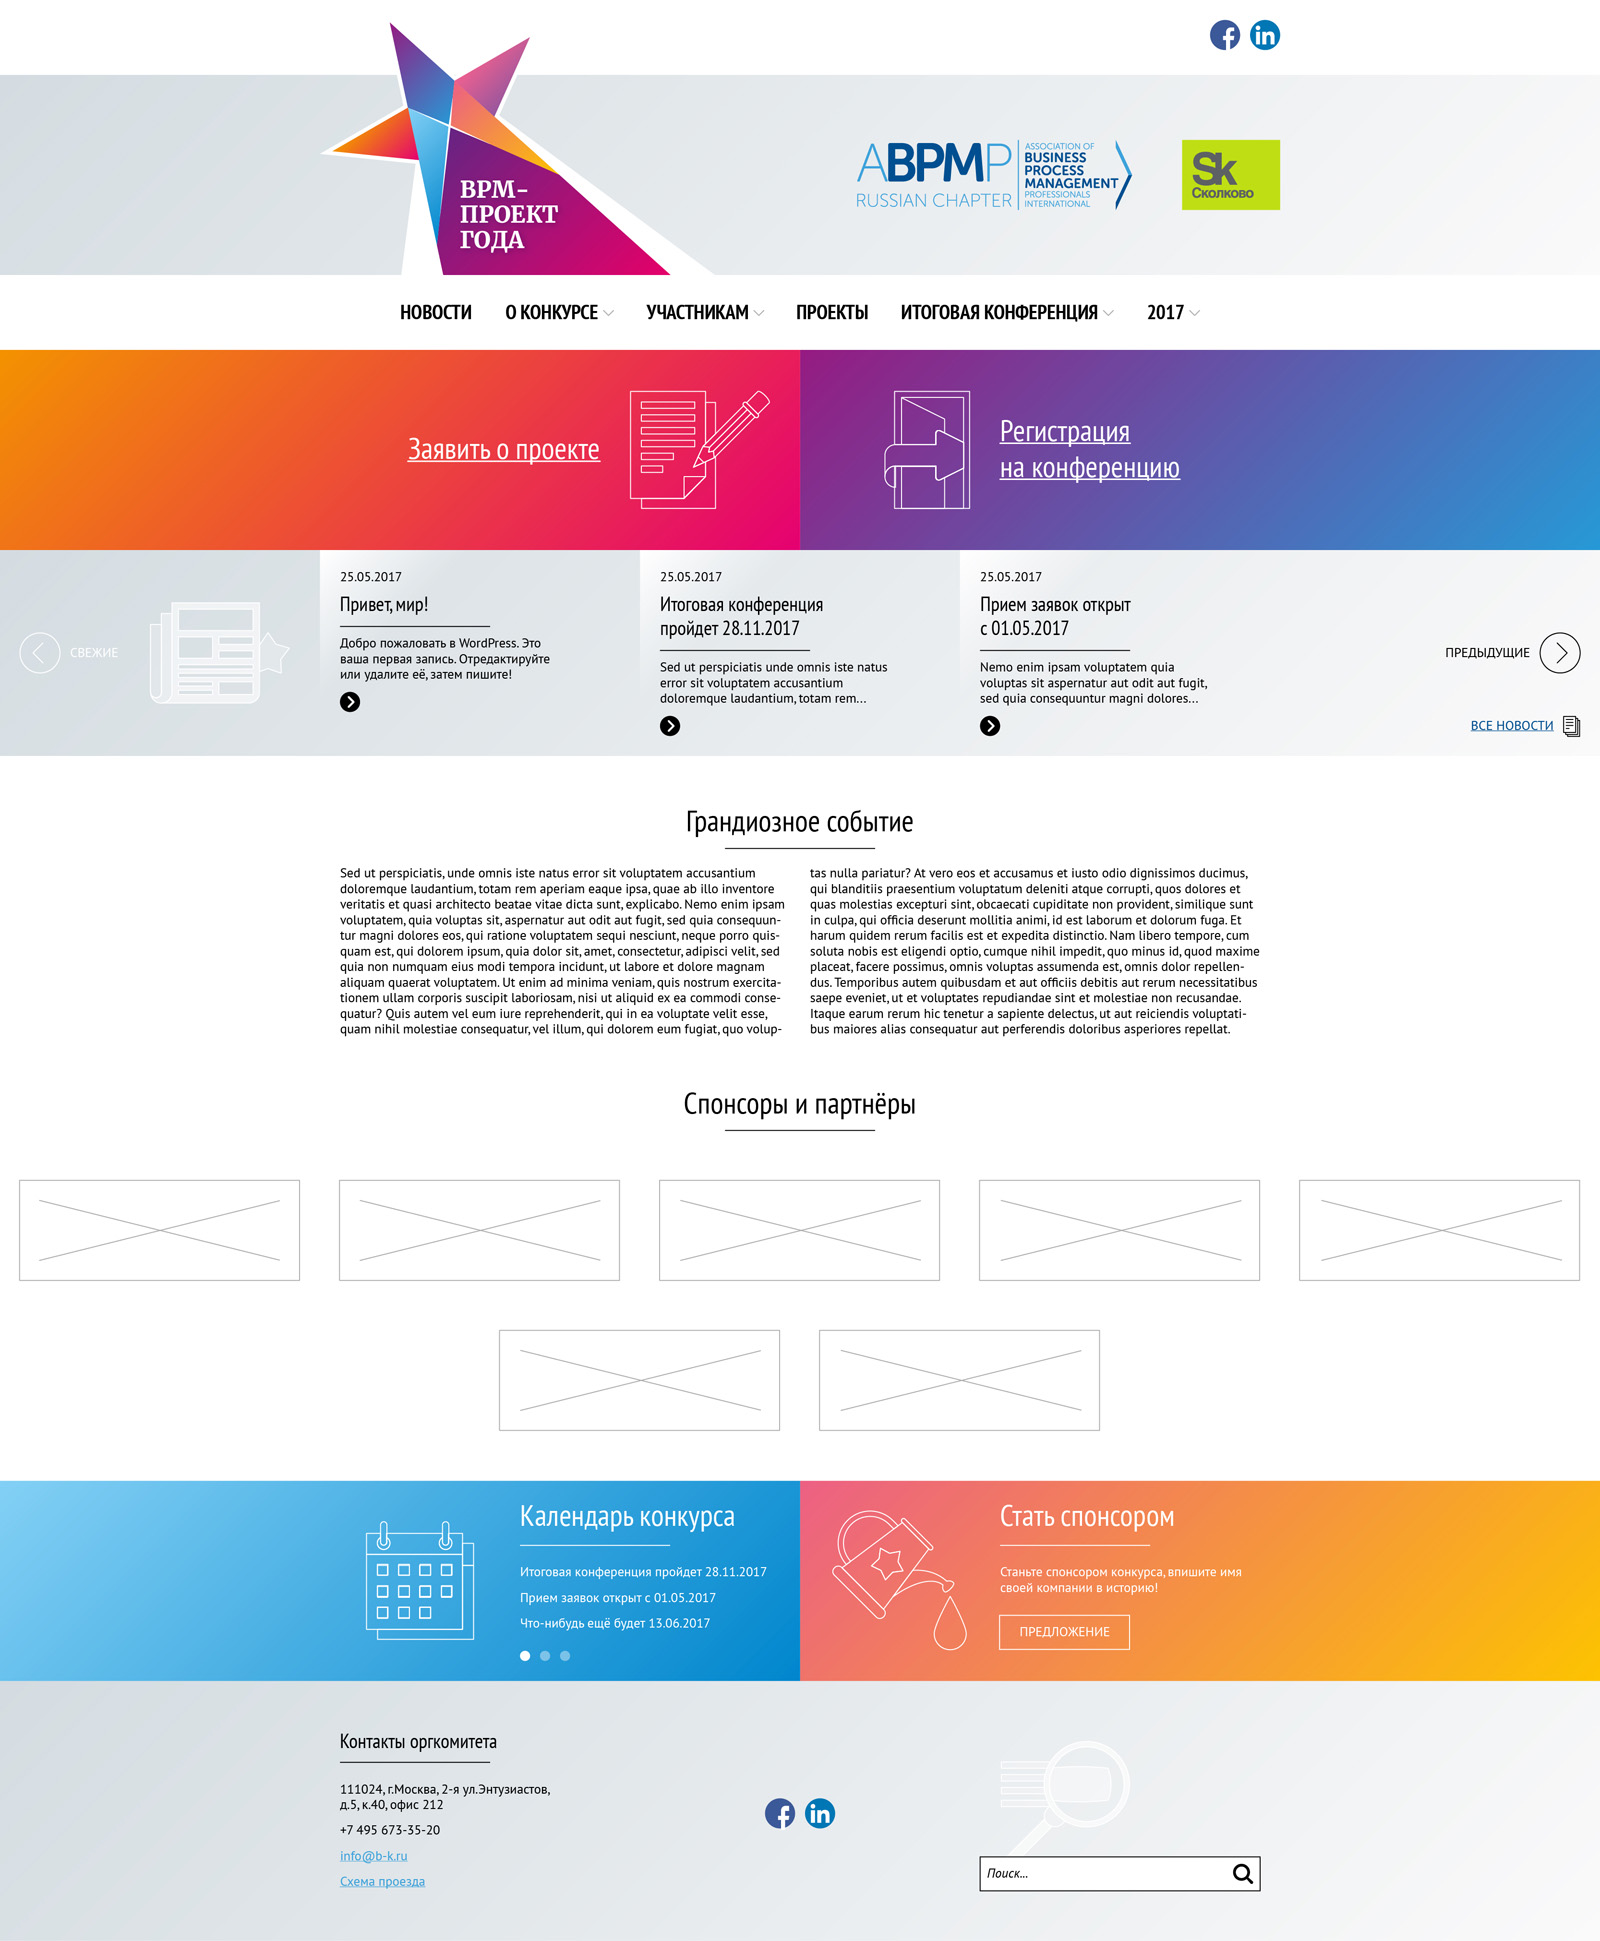 BPM-
ПРОЕКТ
ГОДА
ABPMP
RUSSIAN CHAPTER
ASSOCIATION OF
BUSINESS
PROCESS
MANAGEMENT
PROFESSIONALS
INTERNATIONAL
Sk
Сколково
НОВОСТИ О КОНКУРСЕ УЧАСТНИКАМ ПРОЕКТЫ ИТОГОВАЯ КОНФЕРЕНЦИЯ 2017
Заявить о проекте
Регистрация
на конференцию
СВЕЖИЕ
25.05.2017
Привет, мир!
Добро пожаловать в WordPress. Это
ваша первая запись. Отредактируйте
или удалите её, затем пишите!
25.05.2017
Итоговая конференция
пройдет 28.11.2017
Sed ut perspiciatis unde omnis iste natus
error sit voluptatem accusantium
doloremque laudantium, totam rem...
25.05.2017
Прием заявок открыт
с 01.05.2017
Nemo enim ipsam voluptatem quia
voluptas sit aspernatur aut odit aut fugit,
sed quia consequuntur magni dolores...
ПРЕДЫДУЩИЕ
ВСЕ НОВОСТИ
Грандиозное событие
Sed ut perspiciatis, unde omnis iste natus error sit voluptatem accusantium
doloremque laudantium, totam rem aperiam eaque ipsa, quae ab illo inventore
veritatis et quasi architecto beatae vitae dicta sunt, explicabo. Nemo enim ipsam
voluptatem, quia voluptas sit, aspernatur aut odit aut fugit, sed quia consequun-
tur magni dolores eos, qui ratione voluptatem sequi nesciunt, neque porro quis-
quam est, qui dolorem ipsum, quia dolor sit, amet, consectetur, adipisci velit, sed
quia non numquam eius modi tempora incidunt, ut labore et dolore magnam
aliquam quaerat voluptatem. Ut enim ad minima veniam, quis nostrum exercita-
tionem ullam corporis suscipit laboriosam, nisi ut aliquid ex ea commodi conse-
quatur? Quis autem vel eum iure reprehenderit, qui in ea voluptate velit esse,
quam nihil molestiae consequatur, vel illum, qui dolorem eum fugiat, quo volup-
tas nulla pariatur? At vero eos et accusamus et iusto odio dignissimos ducimus,
qui blanditiis praesentium voluptatum deleniti atque corrupti, quos dolores et
quas molestias excepturi sint, obcaecati cupiditate non provident, similique sunt
in culpa, qui officia deserunt mollitia animi, id est laborum et dolorum fuga. Et
harum quidem rerum facilis est et expedita distinctio. Nam libero tempore, cum
soluta nobis est eligendi optio, cumque nihil impedit, quo minus id, quod maxime
placeat, facere possimus, omnis voluptas assumenda est, omnis dolor repellen-
dus. Temporibus autem quibusdam et aut officiis debitis aut rerum necessitatibus
saepe eveniet, ut et voluptates repudiandae sint et molestiae non recusandae.
Itaque earum rerum hic tenetur a sapiente delectus, ut aut reiciendis voluptati-
bus maiores alias consequatur aut perferendis doloribus asperiores repellat.
Спонсоры и партнёры
Календарь конкурса
Итоговая конференция пройдет 28.11.2017
Прием заявок открыт с 01.05.2017
Что-нибудь ещё будет 13.06.2017
Стать спонсором
Станьте спонсором конкурса, впишите имя
своей компании в историю!
ПРЕДЛОЖЕНИЕ
Контакты оргкомитета
111024, г.Москва, 2-я ул.Энтузиастов,
д.5, к.40, офис 212
+7 495 673-35-20
info@b-k.ru
Схема проезда
Поиск...